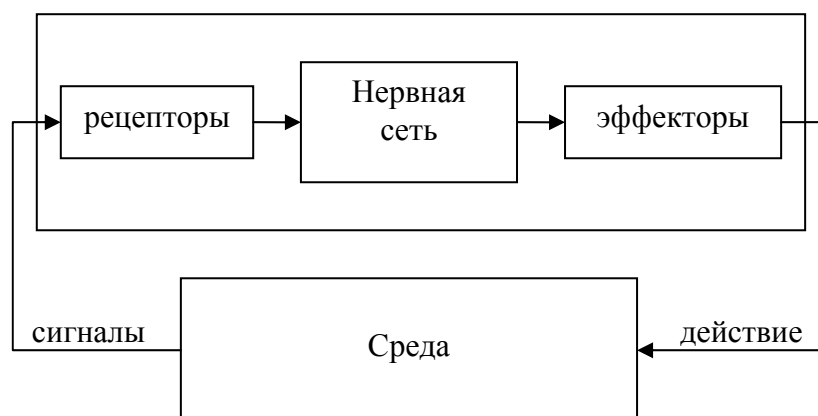 рецепторы
Нервная
сеть
эффекторы
сигналы
Среда
действие